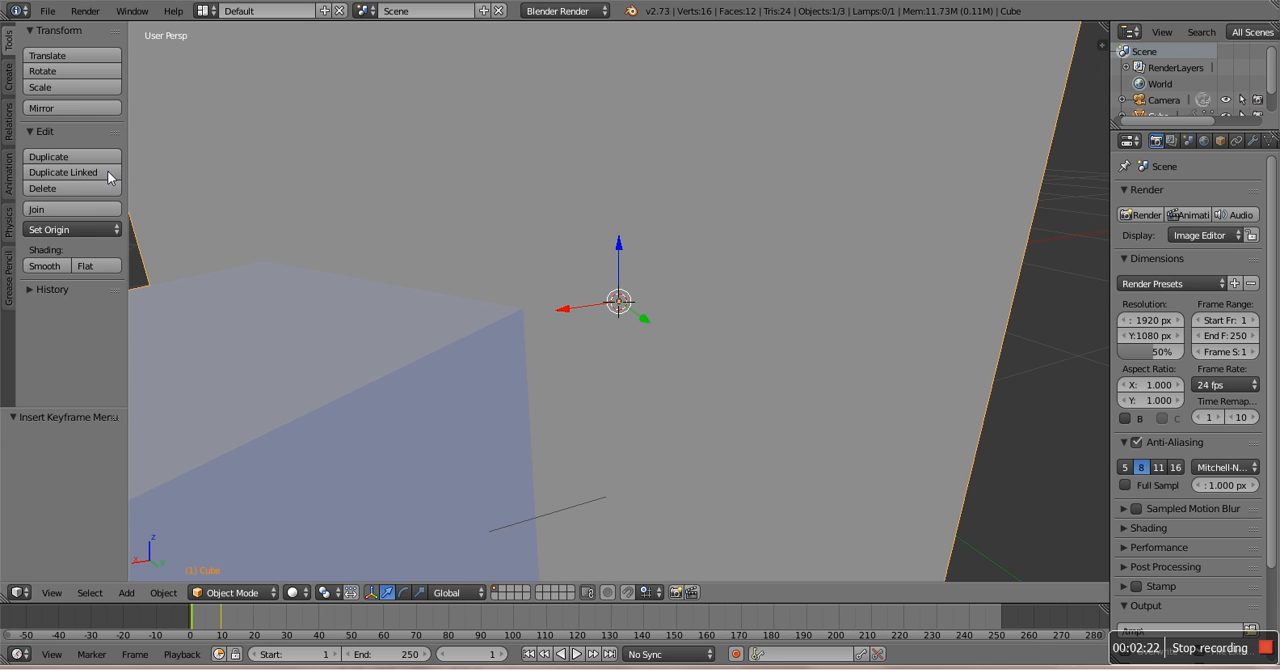 File Render Window Help Default Scene Blender Render v2.73 | Verts:16 | Faces:12 | Tris:24 | Objects:1/3 | Lamps:0/1 | Mem:11.73M (0.11M) | Cube
Tools
Create
Relations
Animation
Physics
Grease Pencil
Transform
Translate
Rotate
Scale
Mirror
Edit
Duplicate
Duplicate Linked
Delete
Join
Set Origin
Shading:
Smooth Flat
History
Insert Keyframe Menu
User Persp
z
x
y
(1) Cube
View Search All Scenes
Scene
RenderLayers
World
Camera
Scene
Render
Render Animati Audio
Display: Image Editor
Dimensions
Render Presets
Resolution: Frame Range:
: 1920 px Start Fr: 1
Y:1080 px End F:250
50% Frame S:1
Aspect Ratio: Frame Rate:
X: 1.000 24 fps
Y: 1.000 Time Remap...
B C 1 10
Anti-Aliasing
5 8 11 16 Mitchell-N...
Full Sampl : 1.000 px
Sampled Motion Blur
Shading
Performance
Post Processing
Stamp
Output
View Select Add Object Object Mode Global
-50 -40 -30 -20 -10 0 10 20 30 40 50 60 70 80 90 100 110 120 130 140 150 160 170 180 190 200 210 220 230 240 250 260 270 280
View Marker Frame Playback Start: 1 End: 250 1 No Sync
00:02:22 Stop recording